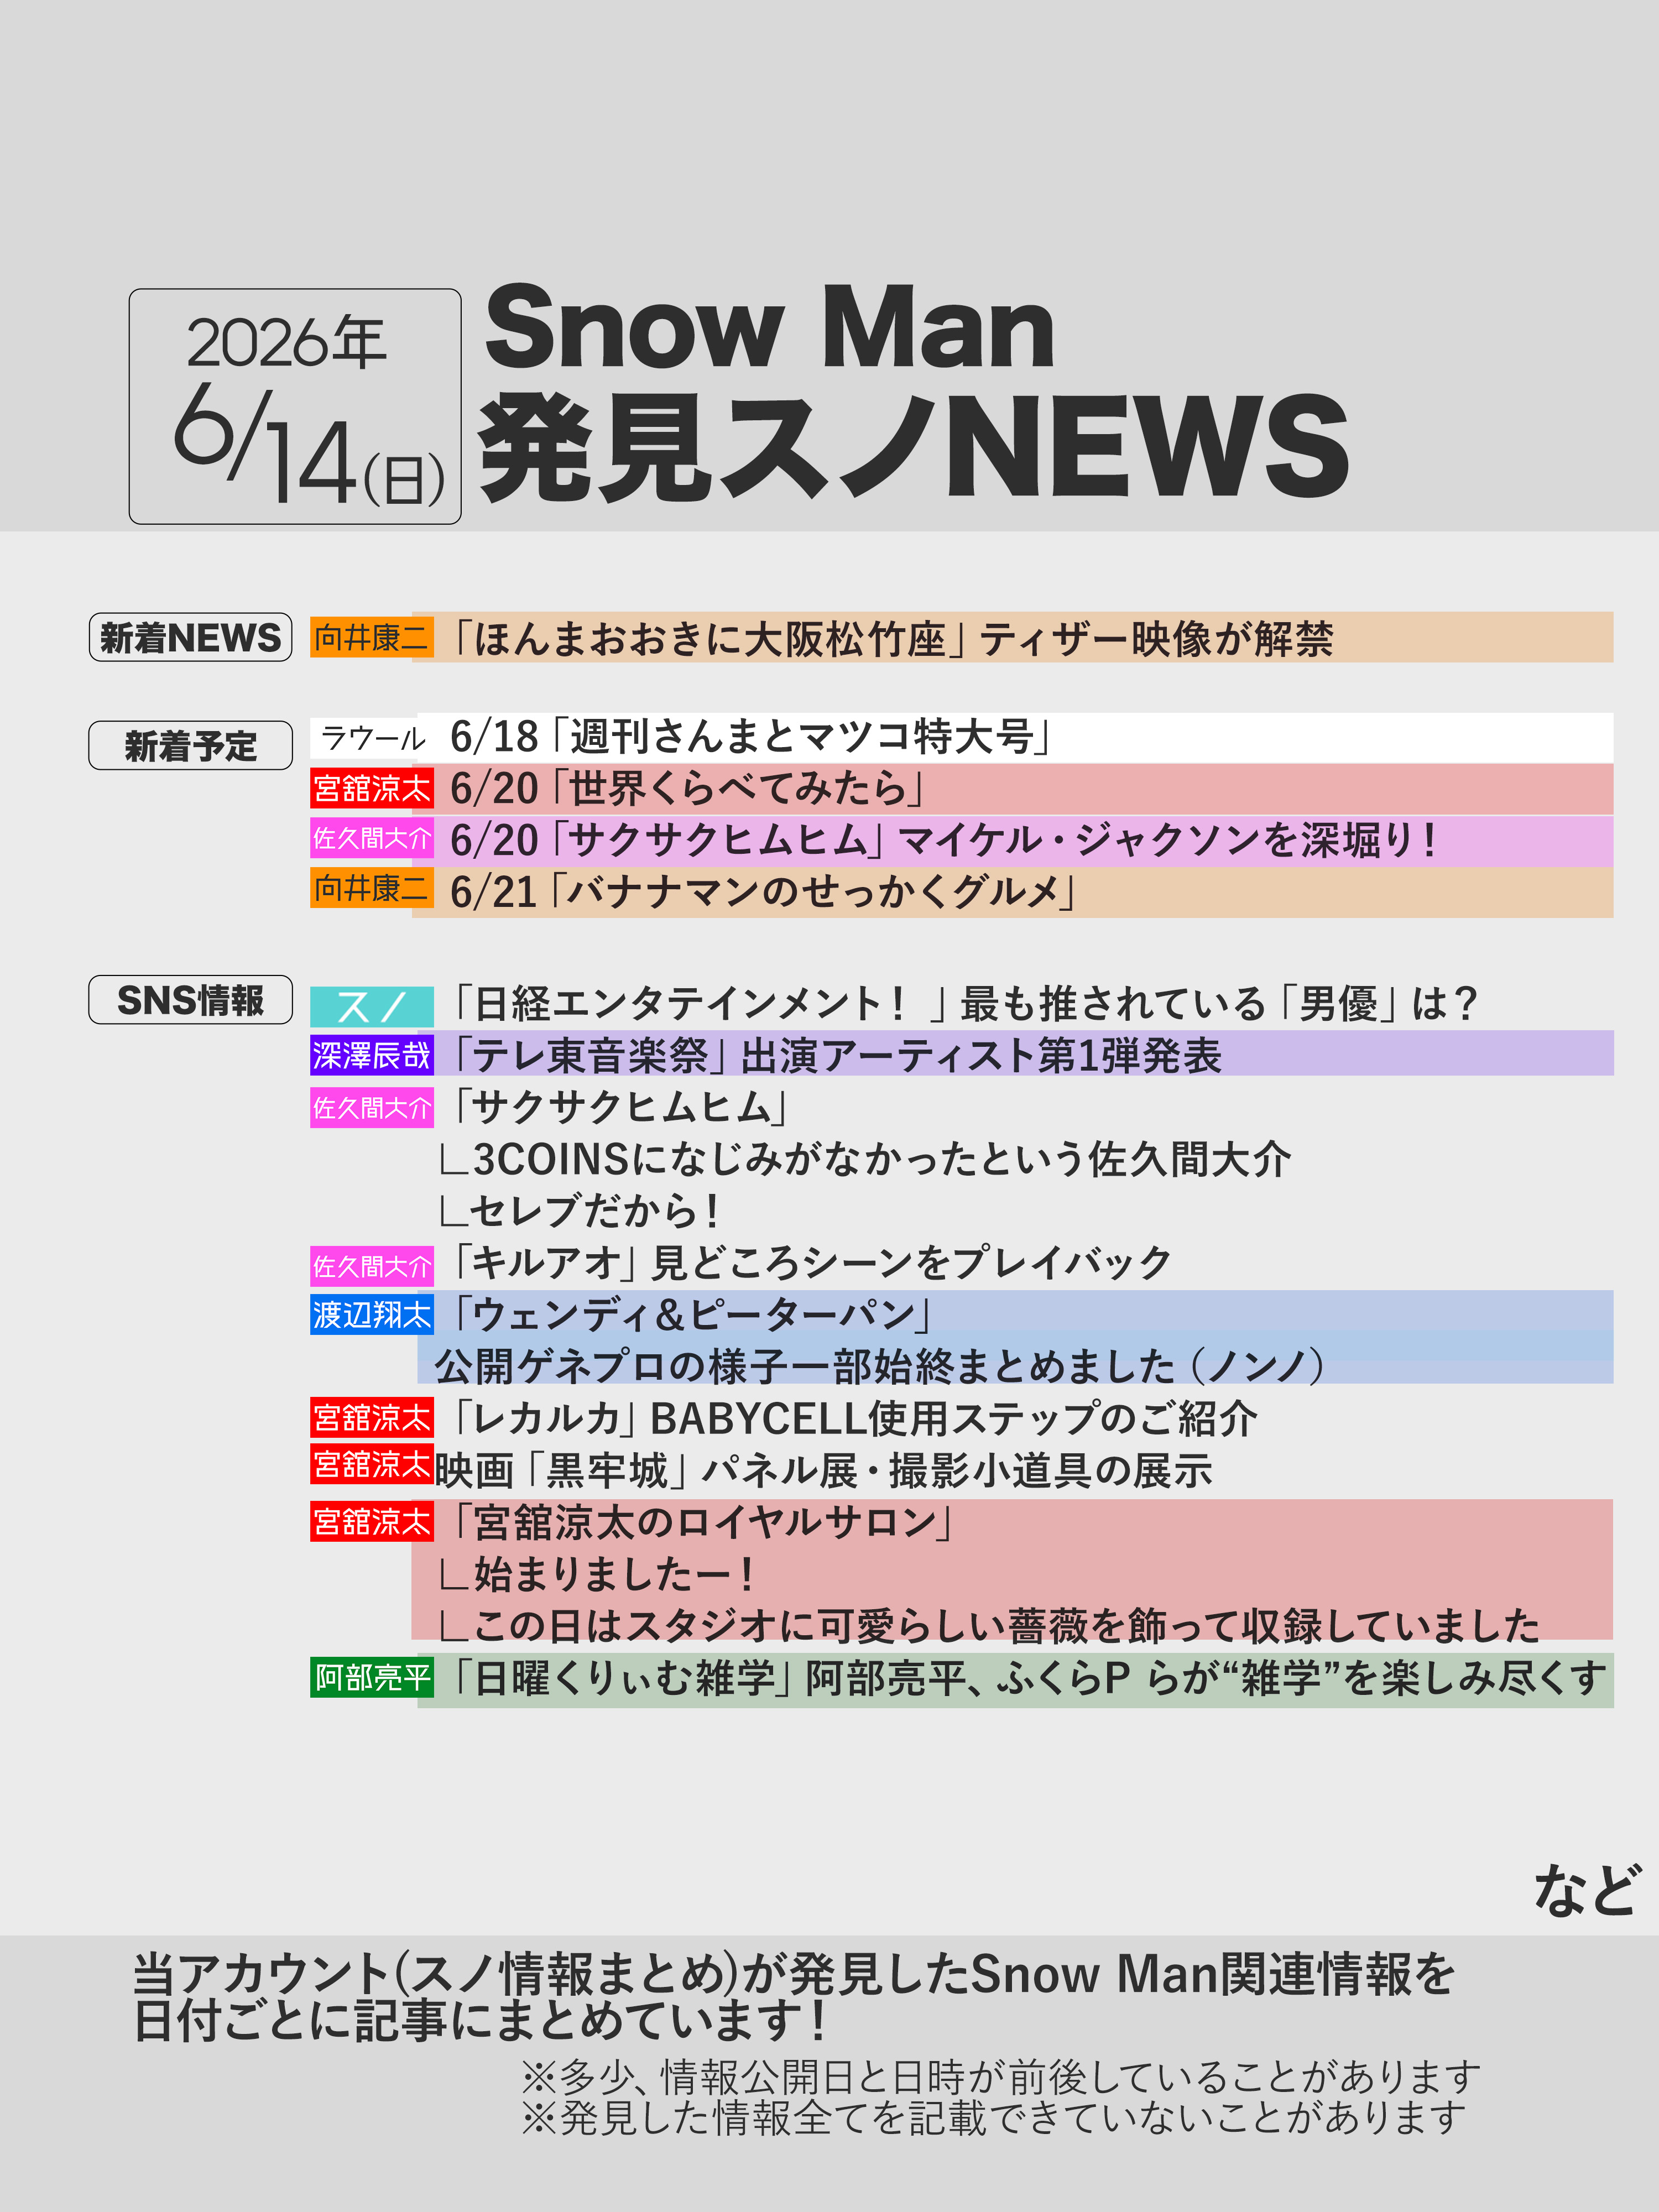 2026年
6/14(日)
Snow Man
発見スノNEWS
新着NEWS
向井康二 「ほんまおおきに大阪松竹座」ティザー映像が解禁
新着予定
ラウール 6/18「週刊さんまとマツコ特大号」
宮舘涼太 6/20「世界くらべてみたら」
佐久間大介 6/20「サクサクヒムヒム」マイケル・ジャクソンを深堀り！
向井康二 6/21「バナナマンのせっかくグルメ」
SNS情報
スノ 「日経エンタテインメント！」最も推されている「男優」は？
深澤辰哉 「テレ東音楽祭」出演アーティスト第1弾発表
佐久間大介 「サクサクヒムヒム」
∟3COINSになじみがなかったという佐久間大介
∟セレブだから！
佐久間大介 「キルアオ」見どころシーンをプレイバック
渡辺翔太 「ウェンディ&ピーターパン」
公開ゲネプロの様子一部始終まとめました（ノンノ）
宮舘涼太 「レカルカ」BABYCELL使用ステップのご紹介
宮舘涼太 映画「黒牢城」パネル展・撮影小道具の展示
宮舘涼太 「宮舘涼太のロイヤルサロン」
∟始まりましたー！
∟この日はスタジオに可愛らしい薔薇を飾って収録していました
阿部亮平 「日曜くりぃむ雑学」阿部亮平、ふくらP らが“雑学”を楽しみ尽くす
など
当アカウント(スノ情報まとめ)が発見したSnow Man関連情報を
日付ごとに記事にまとめています！
※多少、情報公開日と日時が前後していることがあります
※発見した情報全てを記載できていないことがあります